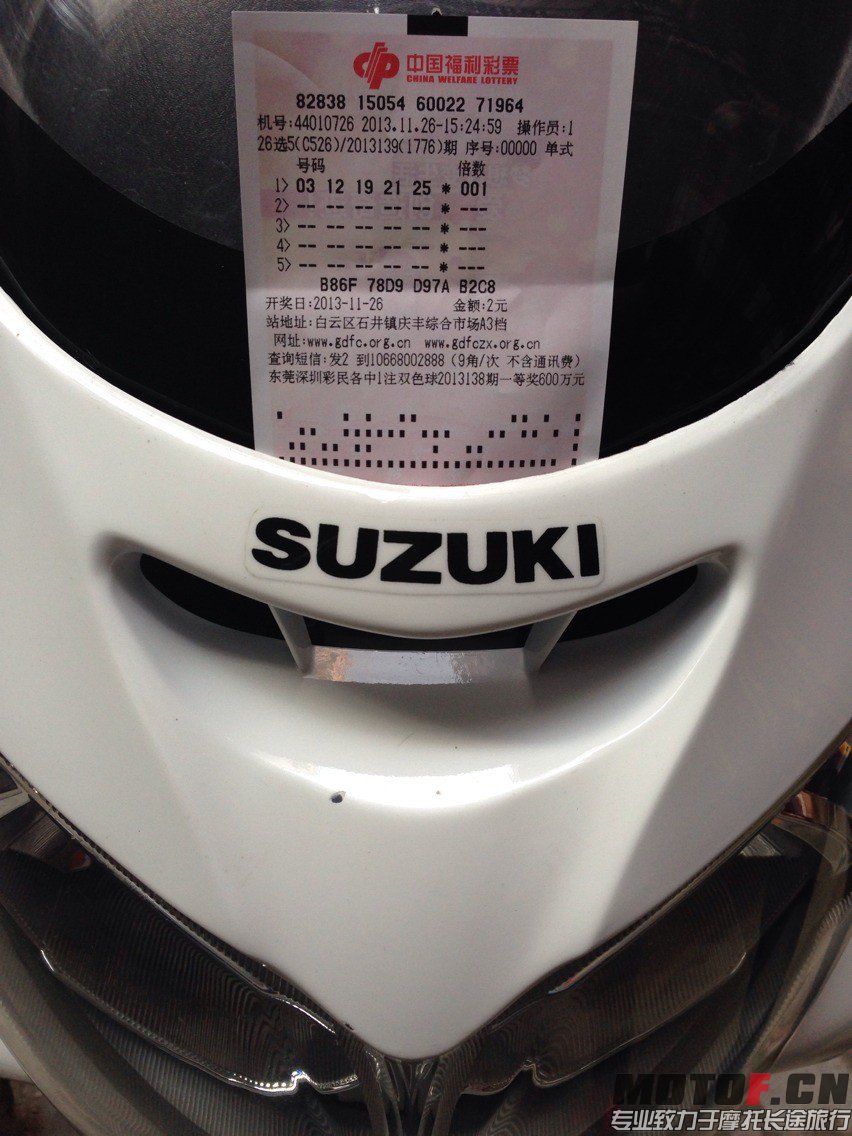 中国福利彩票
CHINA WELFARE LOTTERY
82838 15054 60022 71964
机号:44010726 2013.11.26-15:24:59 操作员:1
26选5(C526)/2013139(1776)期 序号:00000 单式
号码 倍数
1> 03 12 19 21 25 * 001
2> -- -- -- -- -- * ---
3> -- -- -- -- -- * ---
4> -- -- -- -- -- * ---
5> -- -- -- -- -- * ---
B86F 78D9 D97A B2C8
开奖日:2013-11-26 金额:2元
站地址:白云区石井镇庆丰综合市场A3档
网址:www.gdfc.org.cn www.gdfczx.org.cn
查询短信:发2 到10668002888 (9角/次 不含通讯费)
东莞深圳彩民各中1注双色球2013138期一等奖600万元
SUZUKI
MOTOF.CN
专业致力于摩托长途旅行